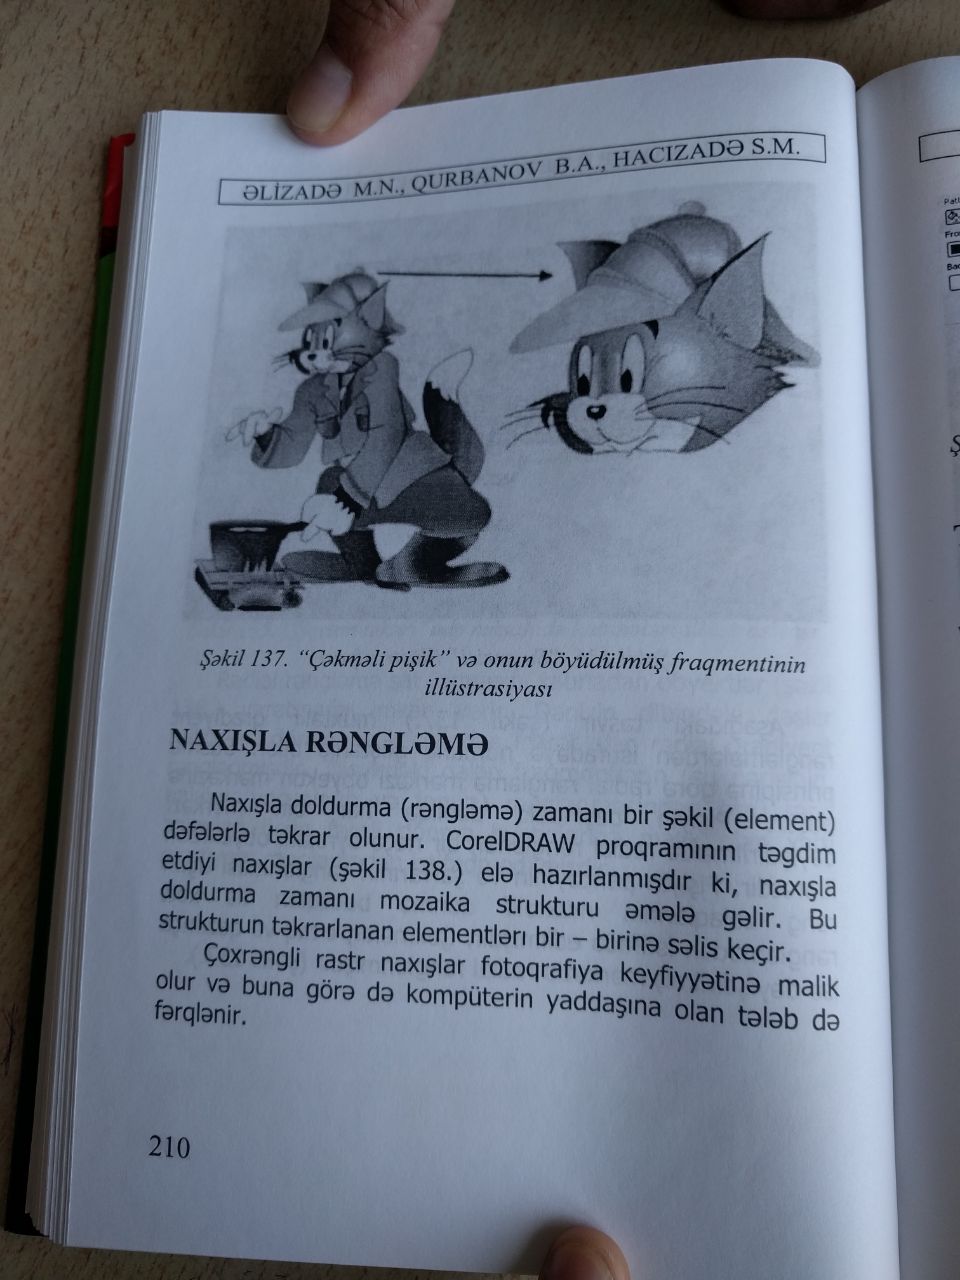 ƏLİZADƏ M.N., QURBANOV B.A., HACIZADƏ S.M.
Şəkil 137. “Çəkməli pişik” və onun böyüdülmüş fraqmentinin
illüstrasiyası
NAXIŞLA RƏNGLƏMƏ
Naxışla doldurma (rəngləmə) zamanı bir şəkil (element)
dəfələrlə təkrar olunur. CorelDRAW proqramının təgdim
etdiyi naxışlar (şəkil 138.) elə hazırlanmışdır ki, naxışla
doldurma zamanı mozaika strukturu əmələ gəlir. Bu
strukturun təkrarlanan elementlərı bir – birinə səlis keçir.
Çoxrəngli rastr naxışlar fotoqrafiya keyfiyyətinə malik
olur və buna görə də kompüterin yaddaşına olan tələb də
fərqlənir.
210